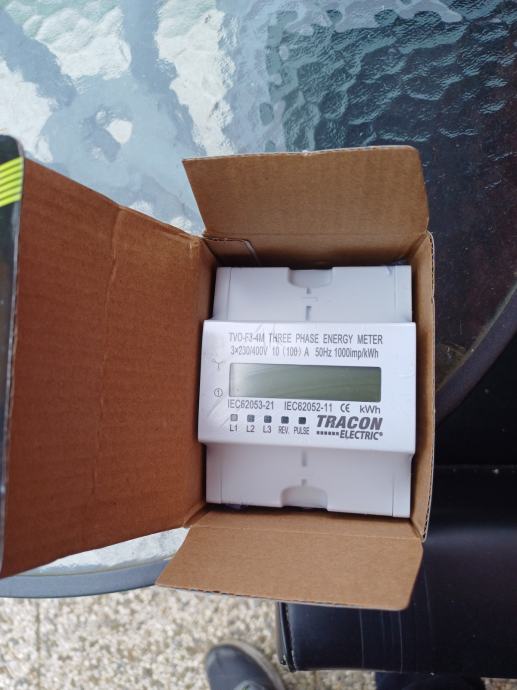 TVO-F3-4M THREE PHASE ENERGY METER
3×230/400V 10 (100) A 50Hz 1000imp/kWh
1
IEC62053-21 IEC62052-11 CE kWh
L1 L2 L3 REV. PULSE
TRACON
ELECTRIC®